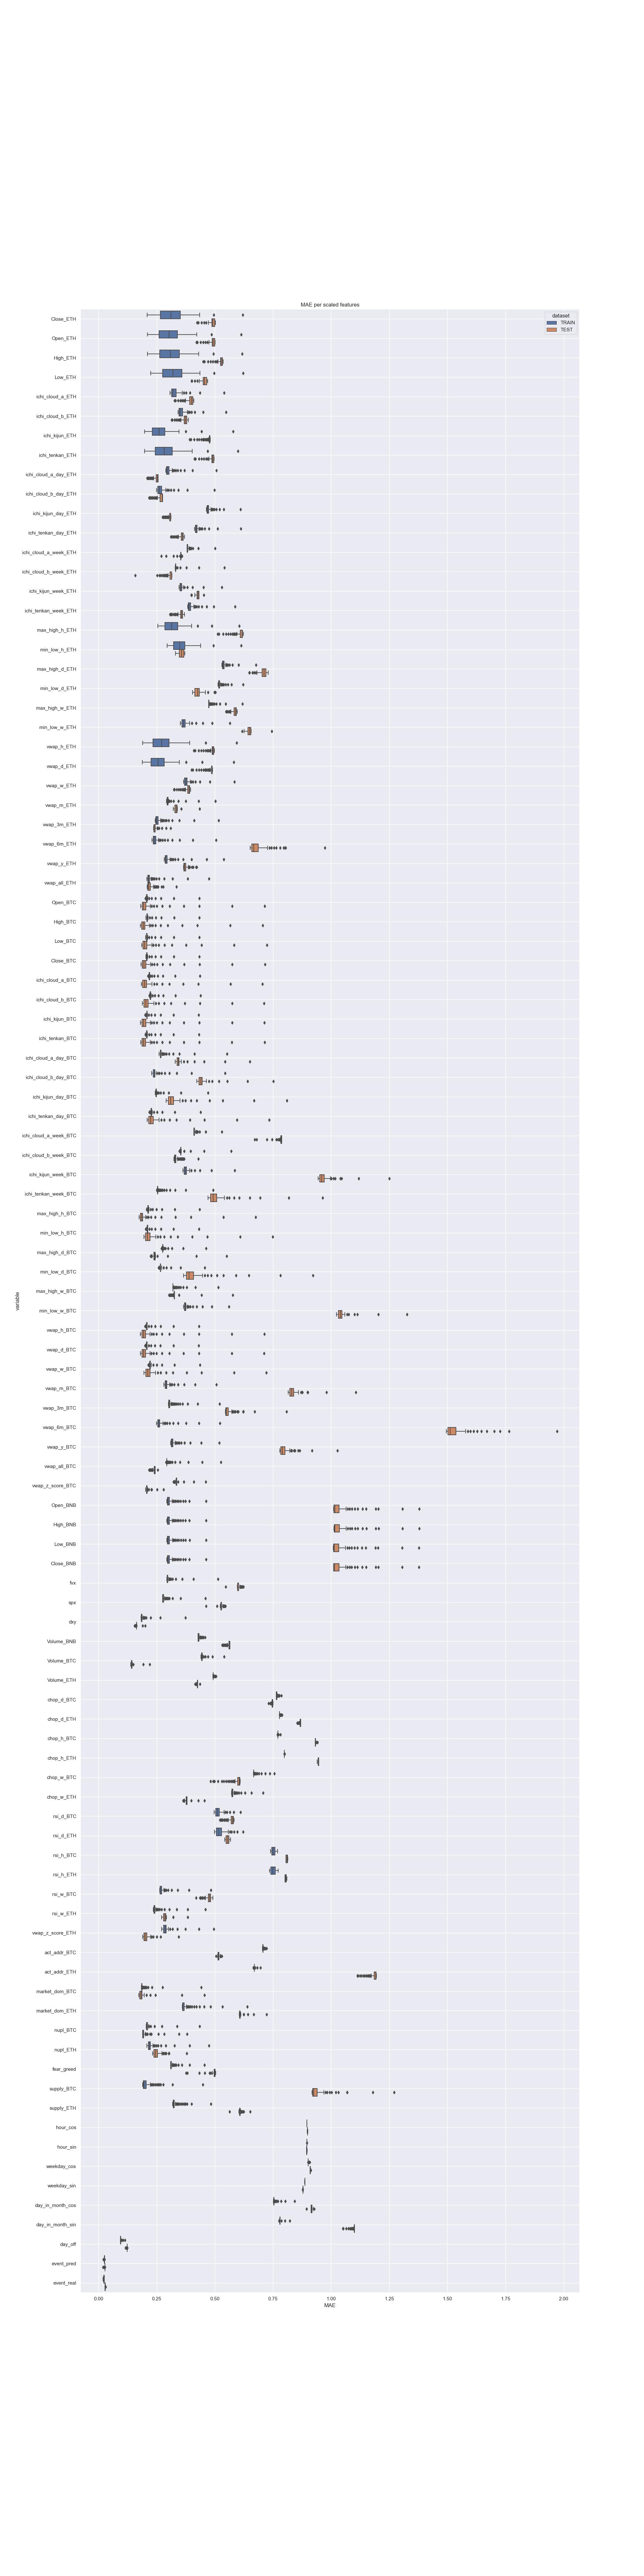 MAE per scaled features
dataset
TRAIN
TEST
Close_ETH
Open_ETH
High_ETH
Low_ETH
ichi_cloud_a_ETH
ichi_cloud_b_ETH
ichi_kijun_ETH
ichi_tenkan_ETH
ichi_cloud_a_day_ETH
ichi_cloud_b_day_ETH
ichi_kijun_day_ETH
ichi_tenkan_day_ETH
ichi_cloud_a_week_ETH
ichi_cloud_b_week_ETH
ichi_kijun_week_ETH
ichi_tenkan_week_ETH
max_high_h_ETH
min_low_h_ETH
max_high_d_ETH
min_low_d_ETH
max_high_w_ETH
min_low_w_ETH
vwap_h_ETH
vwap_d_ETH
vwap_w_ETH
vwap_m_ETH
vwap_3m_ETH
vwap_6m_ETH
vwap_y_ETH
vwap_all_ETH
Open_BTC
High_BTC
Low_BTC
Close_BTC
ichi_cloud_a_BTC
ichi_cloud_b_BTC
ichi_kijun_BTC
ichi_tenkan_BTC
ichi_cloud_a_day_BTC
ichi_cloud_b_day_BTC
ichi_kijun_day_BTC
ichi_tenkan_day_BTC
ichi_cloud_a_week_BTC
ichi_cloud_b_week_BTC
ichi_kijun_week_BTC
ichi_tenkan_week_BTC
max_high_h_BTC
min_low_h_BTC
max_high_d_BTC
min_low_d_BTC
max_high_w_BTC
variable
min_low_w_BTC
vwap_h_BTC
vwap_d_BTC
vwap_w_BTC
vwap_m_BTC
vwap_3m_BTC
vwap_6m_BTC
vwap_y_BTC
vwap_all_BTC
vwap_z_score_BTC
Open_BNB
High_BNB
Low_BNB
Close_BNB
spx
dxy
Volume_BNB
Volume_BTC
Volume_ETH
chop_d_BTC
chop_d_ETH
chop_h_BTC
chop_h_ETH
chop_w_BTC
chop_w_ETH
rsi_d_BTC
rsi_d_ETH
rsi_h_BTC
rsi_h_ETH
rsi_w_BTC
rsi_w_ETH
vwap_z_score_ETH
act_addr_BTC
act_addr_ETH
market_dom_BTC
market_dom_ETH
nupl_BTC
nupl_ETH
fear_greed
supply_BTC
supply_ETH
hour_cos
hour_sin
weekday_cos
weekday_sin
day_in_month_cos
day_in_month_sin
day_off
event_pred
event_real
0.00 0.25 0.50 0.75 1.00 1.25 1.50 1.75 2.00
MAE